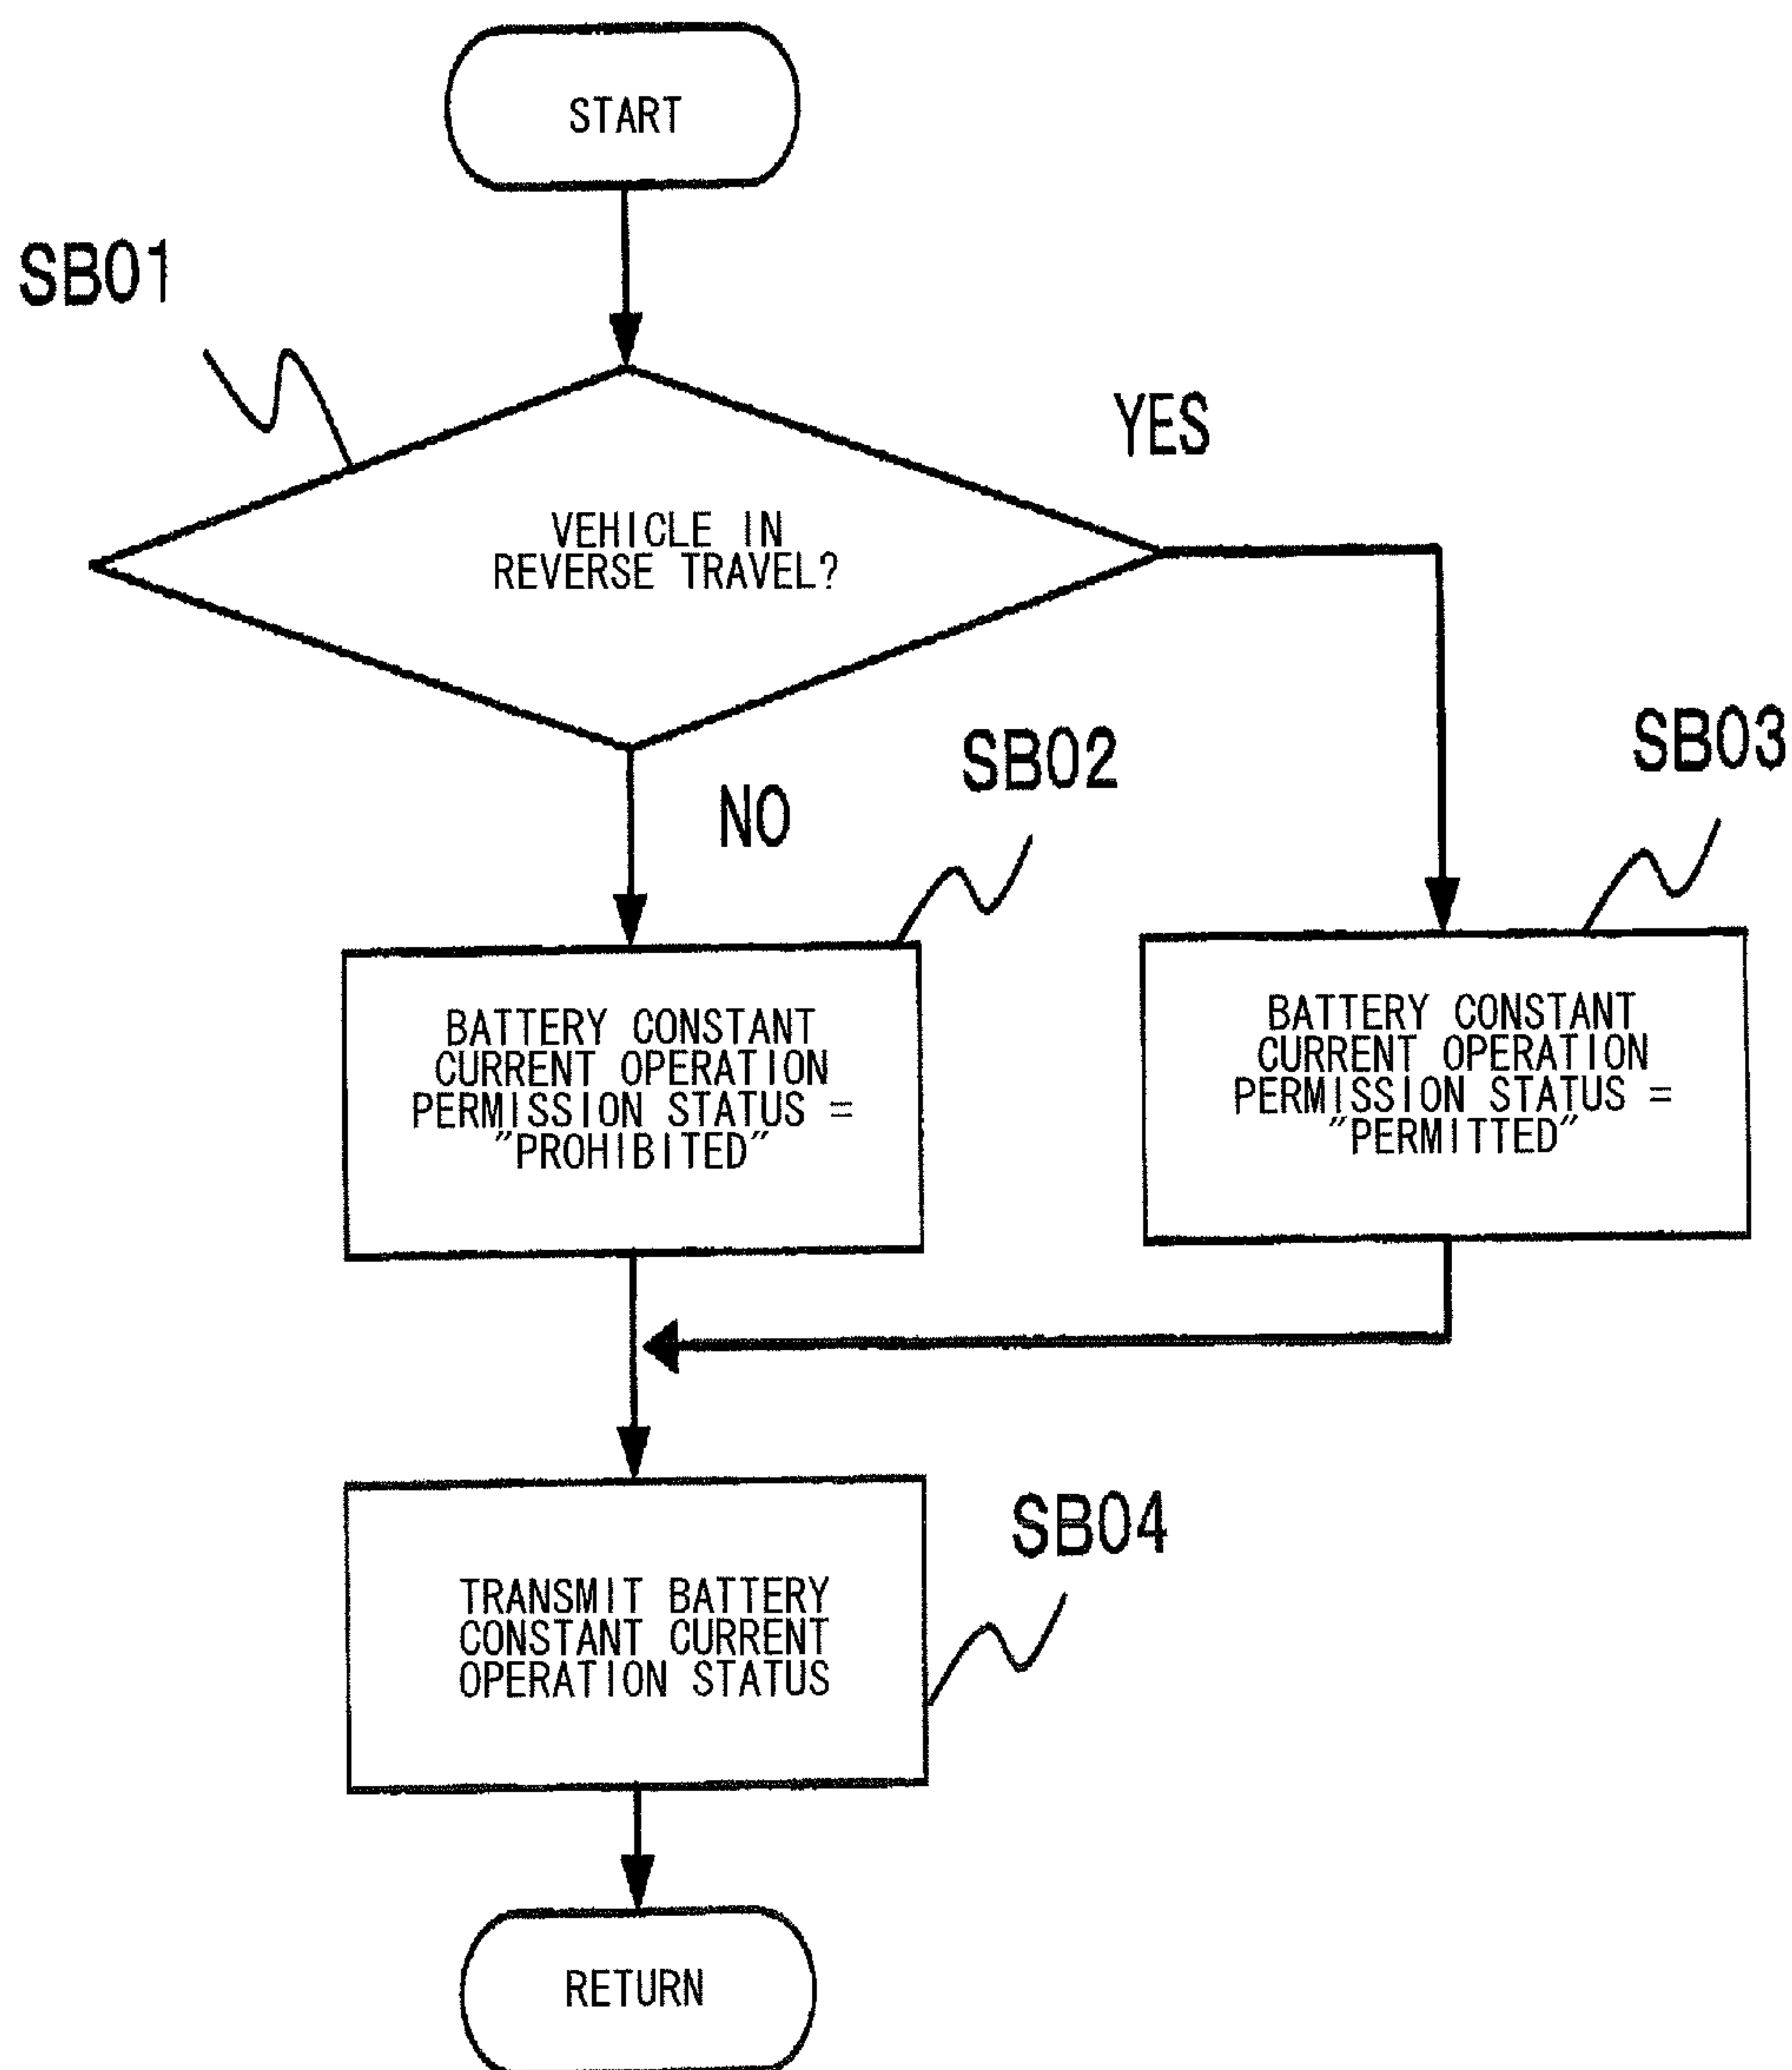 START
SB01
YES
VEHICLE IN
REVERSE TRAVEL?
NO
SB02
SB03
BATTERY CONSTANT
CURRENT OPERATION
PERMISSION STATUS =
"PROHIBITED"
BATTERY CONSTANT
CURRENT OPERATION
PERMISSION STATUS =
"PERMITTED"
SB04
TRANSMIT BATTERY
CONSTANT CURRENT
OPERATION STATUS
RETURN